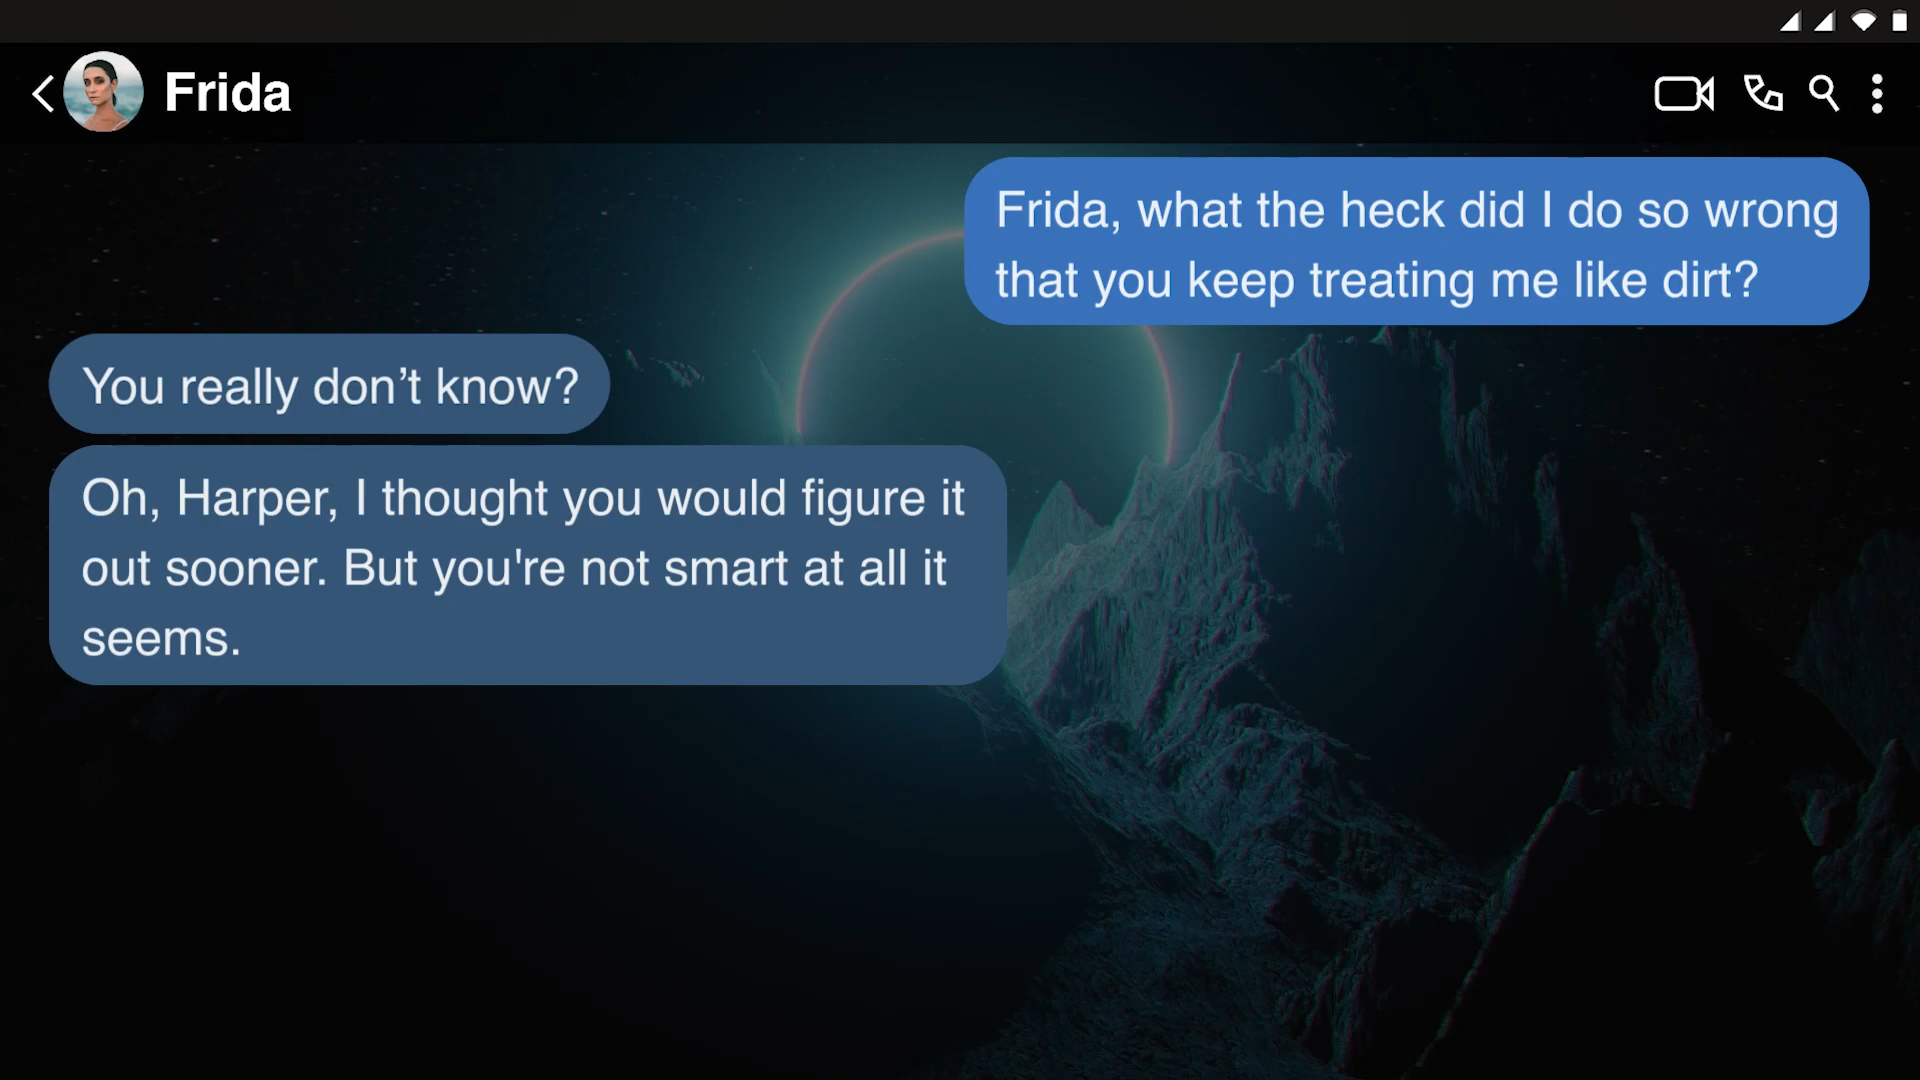 Frida
Frida, what the heck did I do so wrong
that you keep treating me like dirt?
You really don’t know?
Oh, Harper, I thought you would figure it
out sooner. But you're not smart at all it
seems.